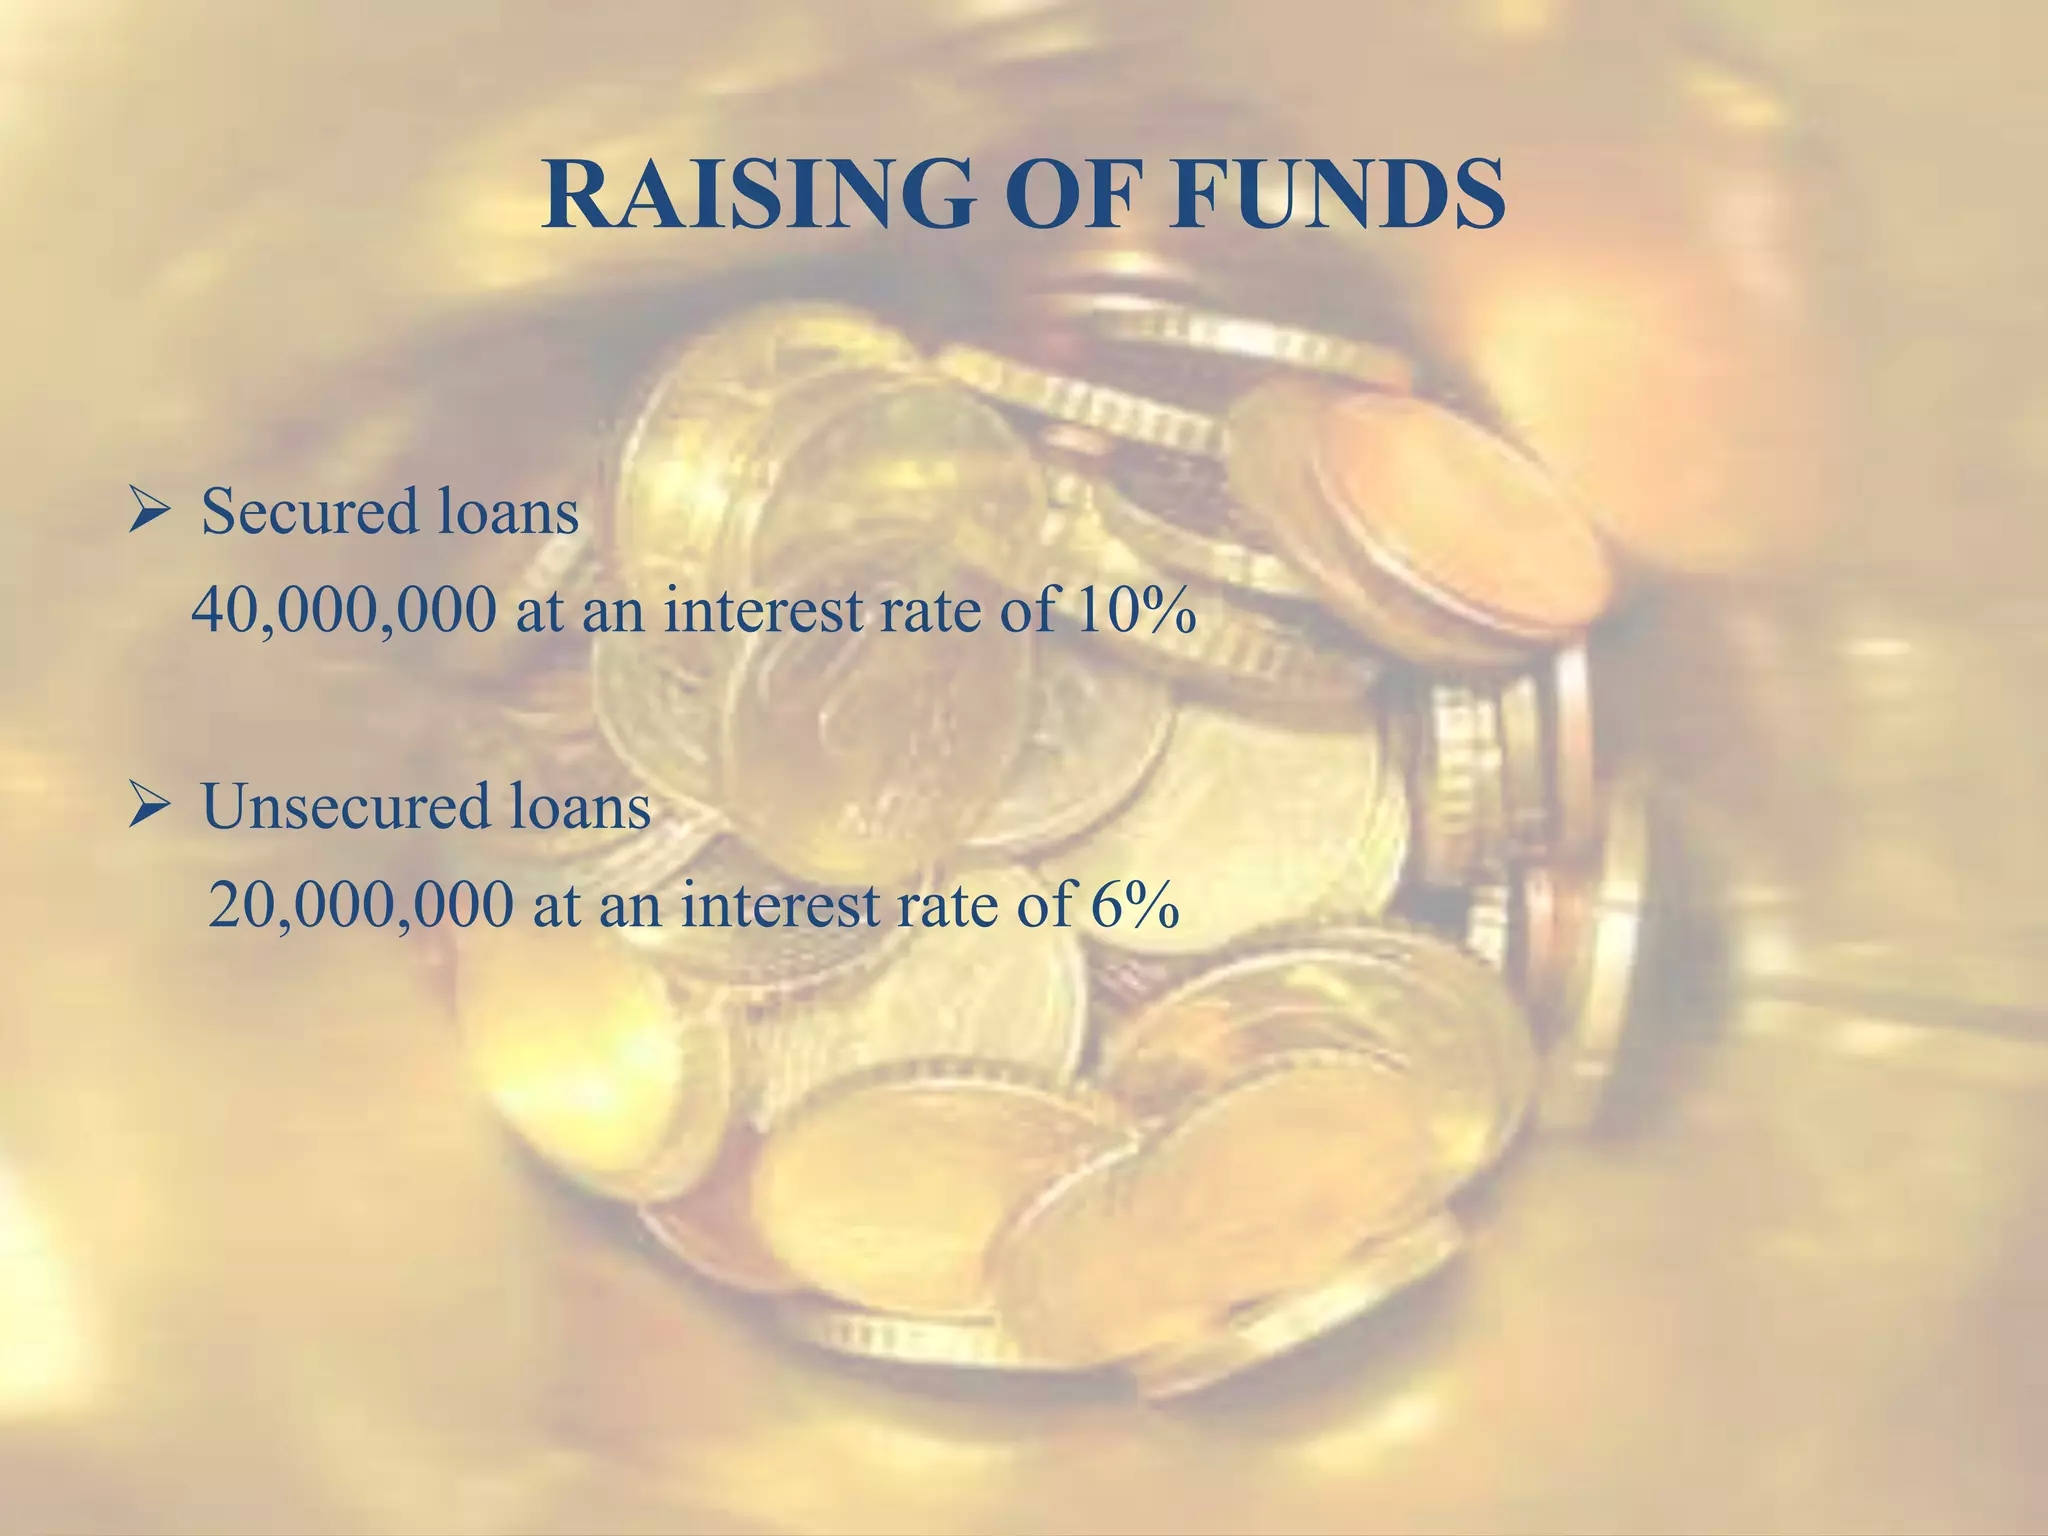 RAISING OF FUNDS
➢ Secured loans
40,000,000 at an interest rate of 10%
➢ Unsecured loans
20,000,000 at an interest rate of 6%